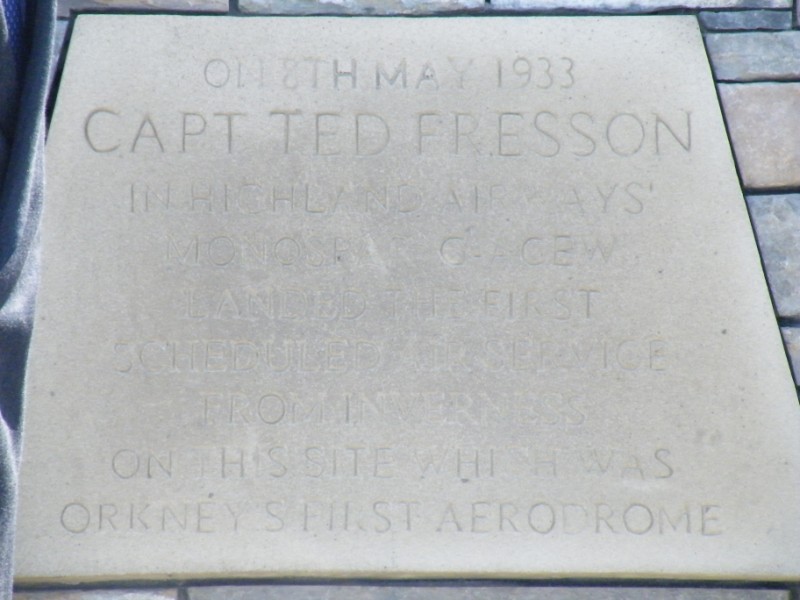 ON 8TH MAY 1933
CAPT TED FRESSON
IN HIGHLAND AIRWAYS'
MONOSPAR G-ACEW
LANDED THE FIRST
SCHEDULED AIR SERVICE
FROM INVERNESS
ON THIS SITE WHICH WAS
ORKNEY'S FIRST AERODROME